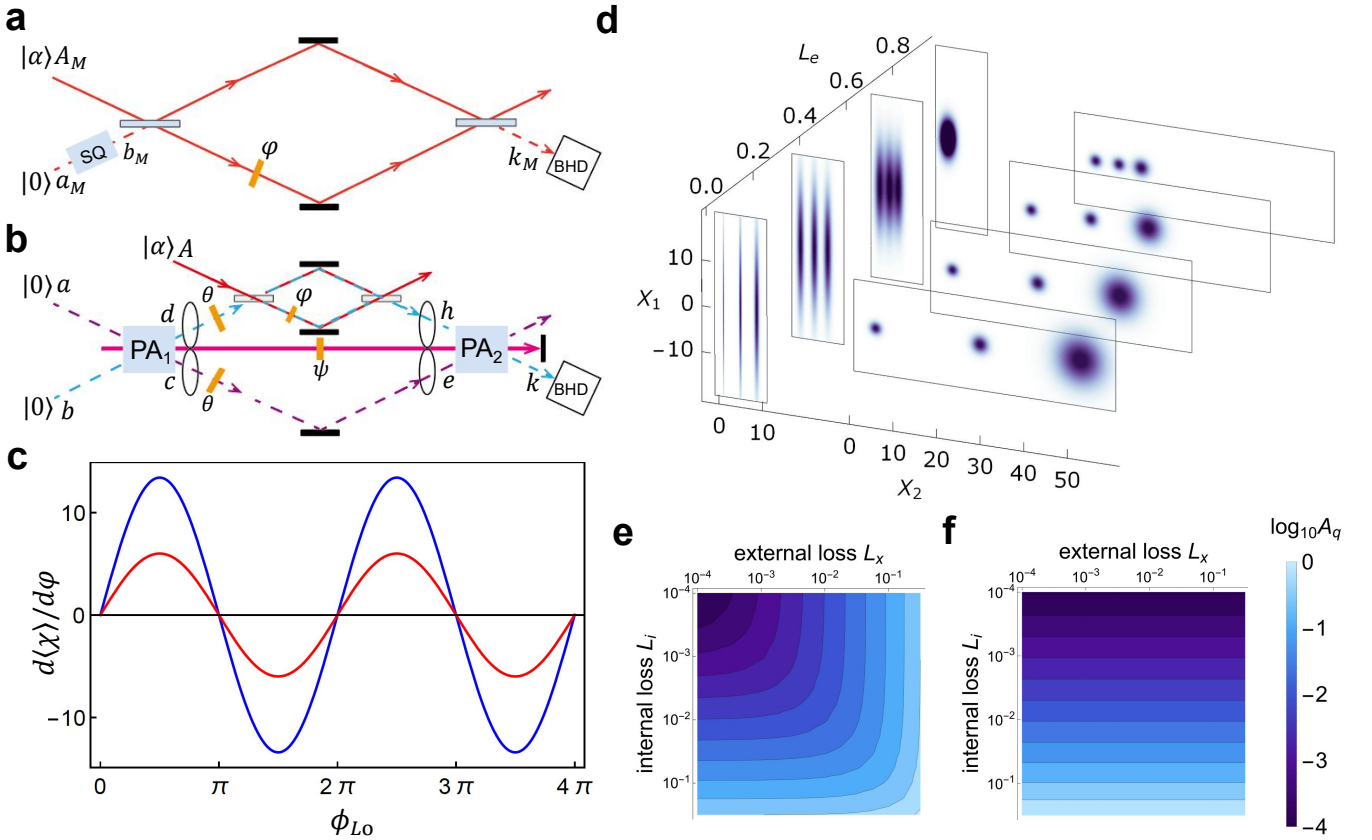 a
|α⟩ A_M
SQ
b_M
|0⟩ a_M
φ
k_M
BHD
b
|α⟩ A
|0⟩ a
θ
φ
d
h
PA₁
PA₂
ψ
c
e
k
BHD
θ
|0⟩ b
c
10
0
−10
d⟨χ⟩/dφ
0
π
2 π
3 π
4 π
ϕ_Lo
d
L_e
0.8
0.6
0.4
0.2
0.0
10
X₁ 0
−10
0
10
0
10
20
30
40
50
X₂
e
external loss L_x
10⁻⁴ 10⁻³ 10⁻² 10⁻¹
internal loss L_i
10⁻⁴
10⁻³
10⁻²
10⁻¹
f
external loss L_x
10⁻⁴ 10⁻³ 10⁻² 10⁻¹
internal loss L_i
10⁻⁴
10⁻³
10⁻²
10⁻¹
log₁₀A_q
0
−1
−2
−3
−4